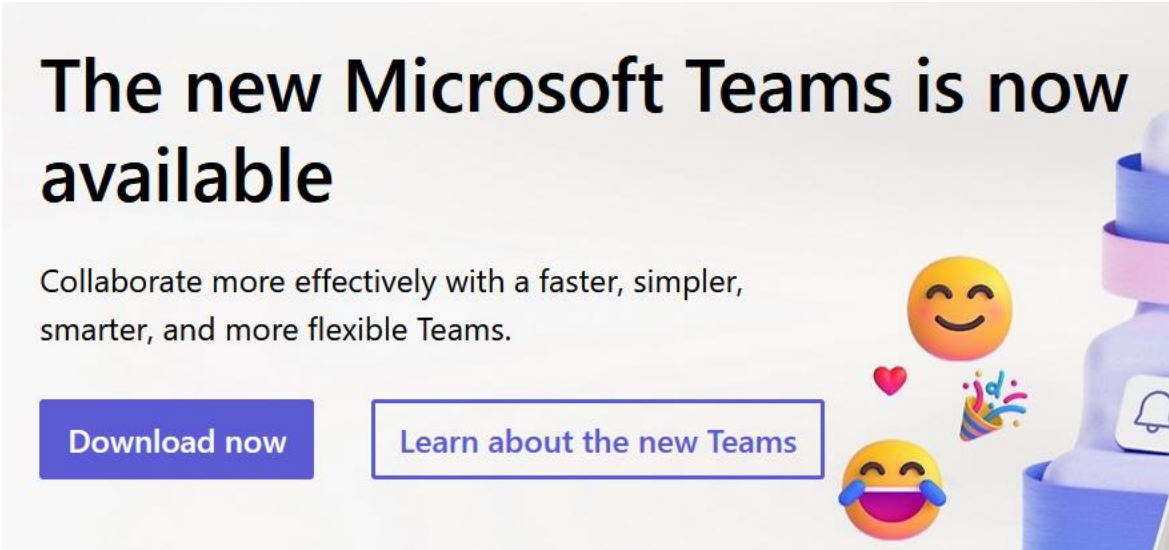 The new Microsoft Teams is now
available
Collaborate more effectively with a faster, simpler,
smarter, and more flexible Teams.
Download now
Learn about the new Teams